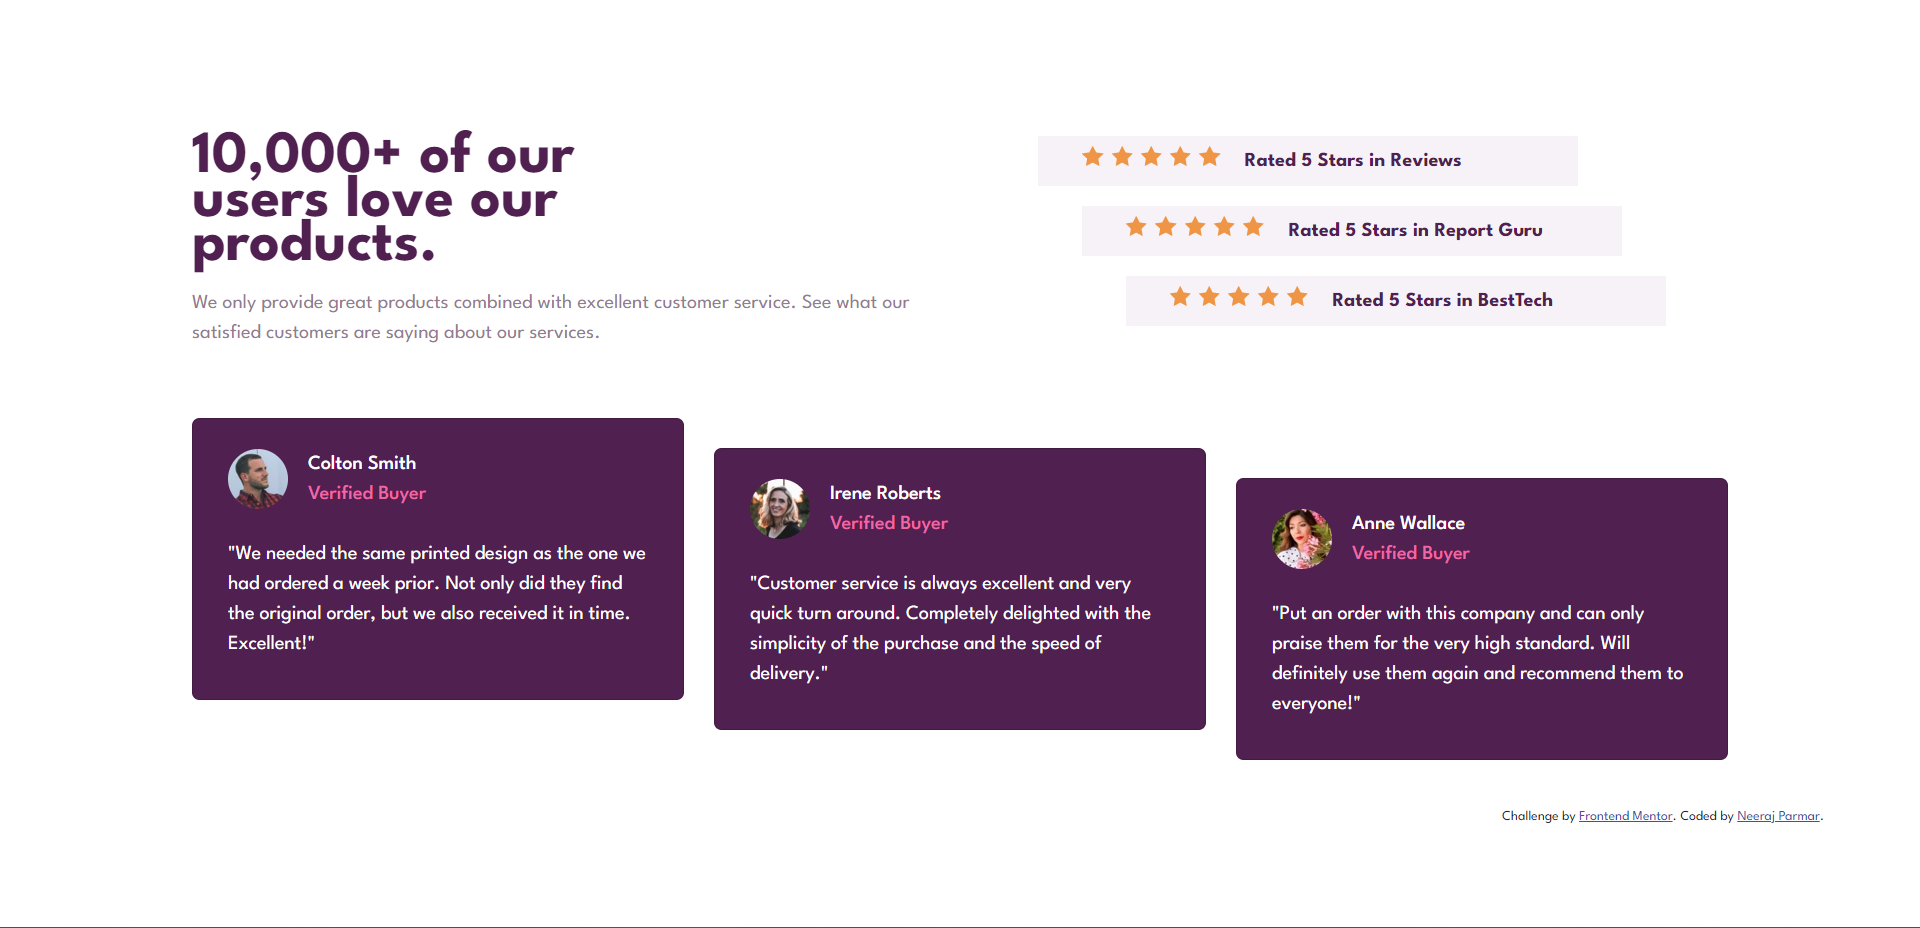 10,000+ of our
users love our
products.
We only provide great products combined with excellent customer service. See what our
satisfied customers are saying about our services.
Rated 5 Stars in Reviews
Rated 5 Stars in Report Guru
Rated 5 Stars in BestTech
Colton Smith
Verified Buyer
"We needed the same printed design as the one we
had ordered a week prior. Not only did they find
the original order, but we also received it in time.
Excellent!"
Irene Roberts
Verified Buyer
"Customer service is always excellent and very
quick turn around. Completely delighted with the
simplicity of the purchase and the speed of
delivery."
Anne Wallace
Verified Buyer
"Put an order with this company and can only
praise them for the very high standard. Will
definitely use them again and recommend them to
everyone!"
Challenge by Frontend Mentor. Coded by Neeraj Parmar.